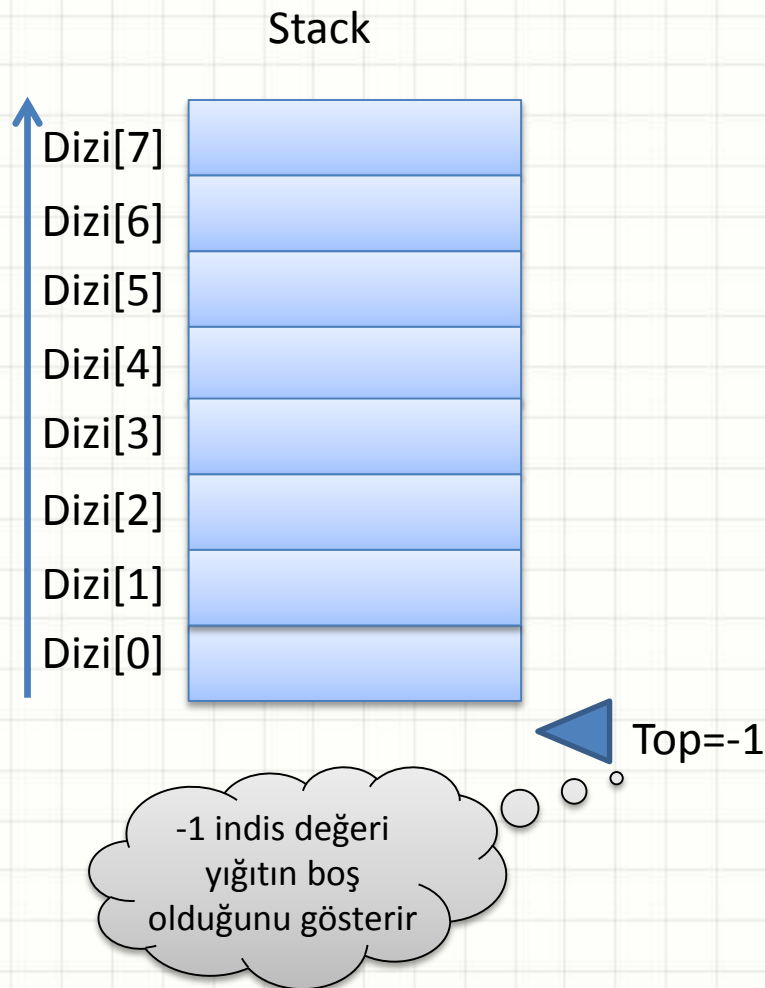 Stack
Dizi[7]
Dizi[6]
Dizi[5]
Dizi[4]
Dizi[3]
Dizi[2]
Dizi[1]
Dizi[0]
Top=-1
-1 indis değeri
yığıtın boş
olduğunu gösterir